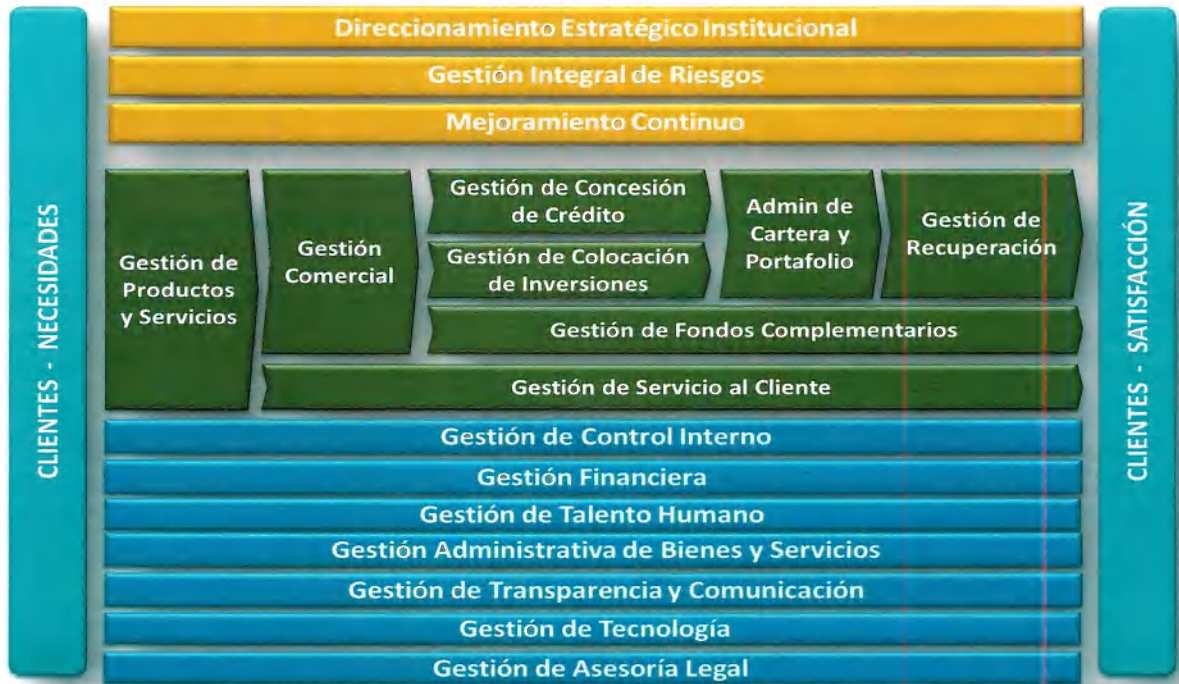 CLIENTES - NECESIDADES
Direccionamiento Estratégico Institucional
Gestión Integral de Riesgos
Mejoramiento Continuo
Gestión de
Productos
y Servicios
Gestión
Comercial
Gestión de Concesión
de Crédito
Gestión de Colocación
de Inversiones
Admin de
Cartera y
Portafolio
Gestión de
Recuperación
Gestión de Fondos Complementarios
Gestión de Servicio al Cliente
Gestión de Control Interno
Gestión Financiera
Gestión de Talento Humano
Gestión Administrativa de Bienes y Servicios
Gestión de Transparencia y Comunicación
Gestión de Tecnología
Gestión de Asesoría Legal
CLIENTES - SATISFACCIÓN